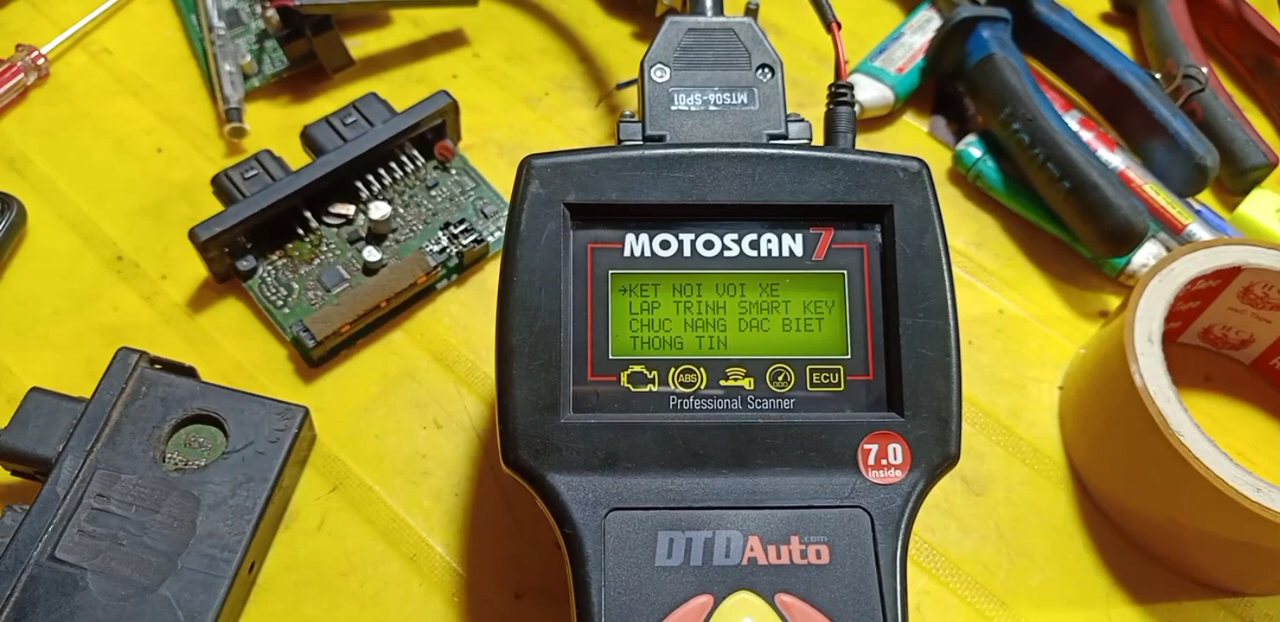 MTS06-SP01
MOTOSCAN 7
→KET NOI VOI XE
LAP TRINH SMART KEY
CHUC NANG DAC BIET
THONG TIN
ABS
ECU
Professional Scanner
7.0
inside
DTDAuto.com